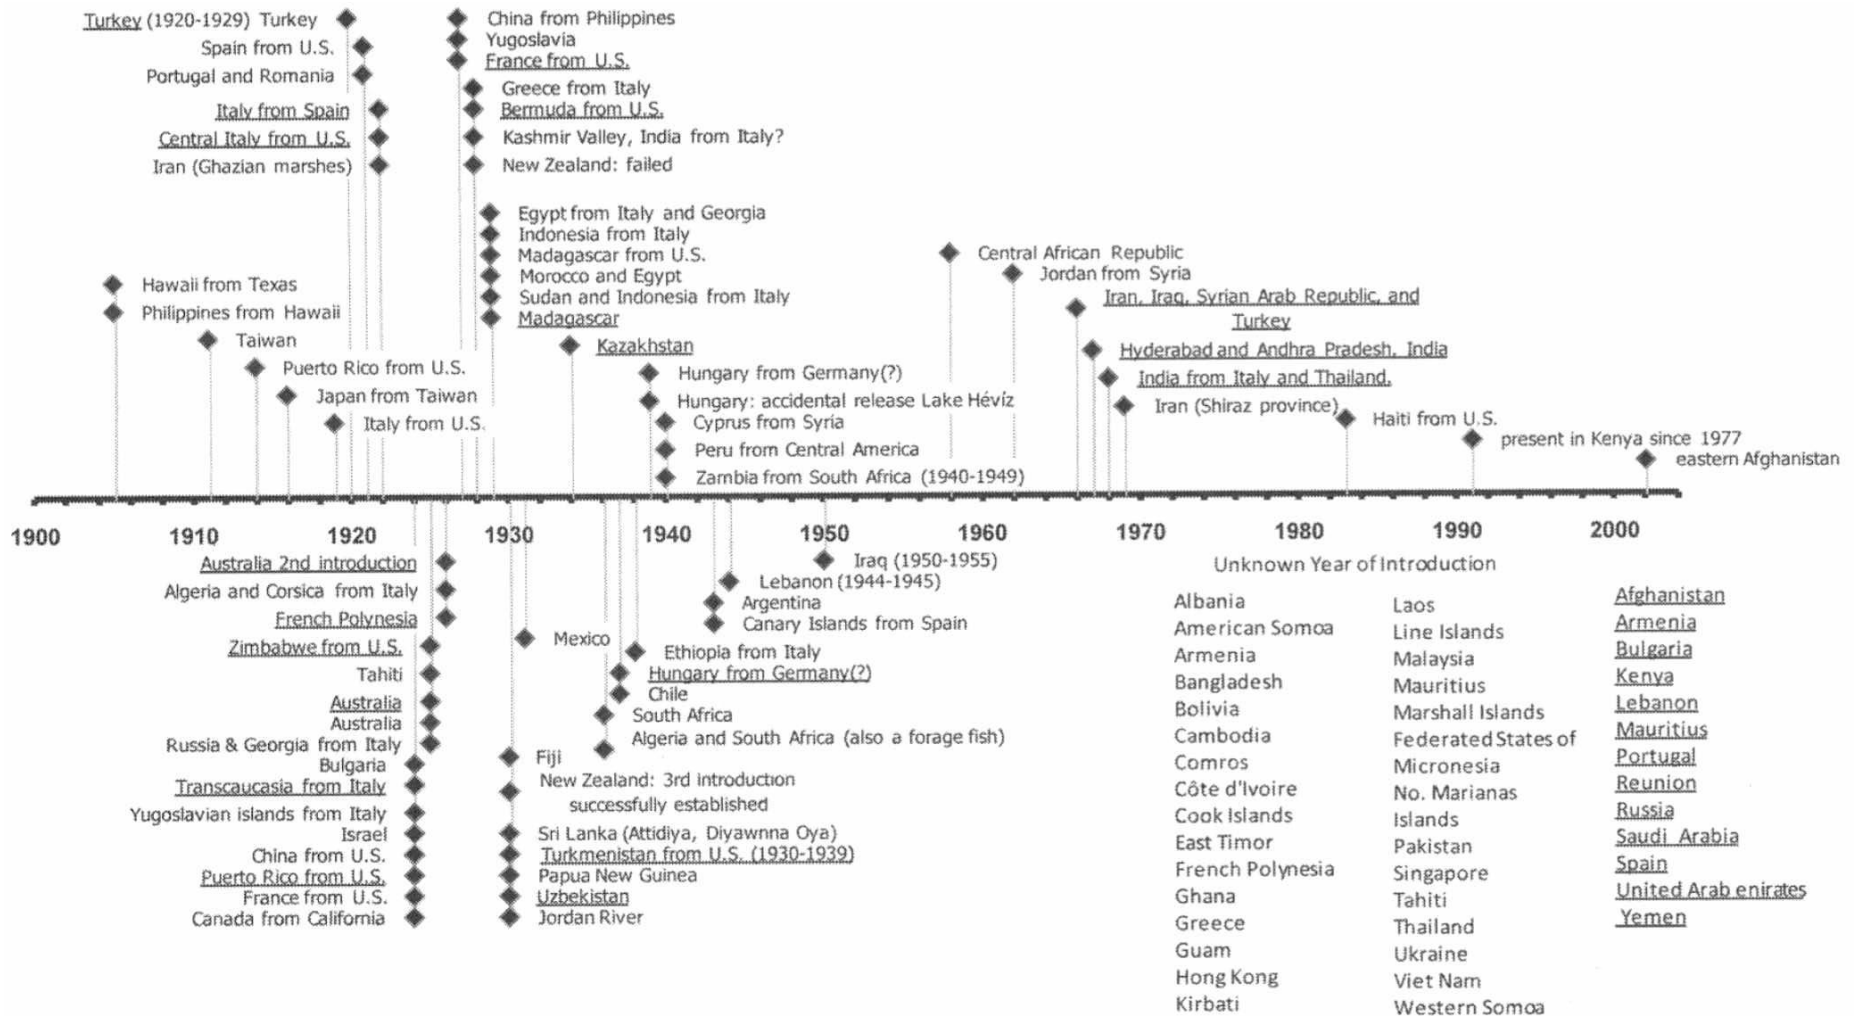 Turkey (1920-1929) Turkey
Spain from U.S.
Portugal and Romania
Italy from Spain
Central Italy from U.S.
Iran (Ghazian marshes)
China from Philippines
Yugoslavia
France from U.S.
Greece from Italy
Bermuda from U.S.
Kashmir Valley, India from Italy?
New Zealand: failed
Egypt from Italy and Georgia
Indonesia from Italy
Madagascar from U.S.
Morocco and Egypt
Sudan and Indonesia from Italy
Madagascar
Hawaii from Texas
Philippines from Hawaii
Taiwan
Puerto Rico from U.S.
Japan from Taiwan
Italy from U.S.
Kazakhstan
Hungary from Germany(?)
Hungary: accidental release Lake Hévíz
Cyprus from Syria
Peru from Central America
Zambia from South Africa (1940-1949)
Central African Republic
Jordan from Syria
Iran, Iraq, Syrian Arab Republic, and
Turkey
Hyderabad and Andhra Pradesh, India
India from Italy and Thailand.
Iran (Shiraz province)
Haiti from U.S.
present in Kenya since 1977
eastern Afghanistan
1900 1910 1920 1930 1940 1950 1960 1970 1980 1990 2000
Australia 2nd introduction
Algeria and Corsica from Italy
French Polynesia
Zimbabwe from U.S.
Tahiti
Australia
Australia
Russia & Georgia from Italy
Bulgaria
Transcaucasia from Italy
Yugoslavian islands from Italy
Israel
China from U.S.
Puerto Rico from U.S.
France from U.S.
Canada from California
Iraq (1950-1955)
Lebanon (1944-1945)
Argentina
Canary Islands from Spain
Mexico
Ethiopia from Italy
Hungary from Germany(?)
Chile
South Africa
Algeria and South Africa (also a forage fish)
Fiji
New Zealand: 3rd introduction
successfully established
Sri Lanka (Attidiya, Diyawnna Oya)
Turkmenistan from U.S. (1930-1939)
Papua New Guinea
Uzbekistan
Jordan River
Unknown Year of Introduction
Albania
American Somoa
Armenia
Bangladesh
Bolivia
Cambodia
Comros
Côte d'Ivoire
Cook Islands
East Timor
French Polynesia
Ghana
Greece
Guam
Hong Kong
Kirbati
Laos
Line Islands
Malaysia
Mauritius
Marshall Islands
Federated States of
Micronesia
No. Marianas
Islands
Pakistan
Singapore
Tahiti
Thailand
Ukraine
Viet Nam
Western Somoa
Afghanistan
Armenia
Bulgaria
Kenya
Lebanon
Mauritius
Portugal
Reunion
Russia
Saudi Arabia
Spain
United Arab enirates
Yemen